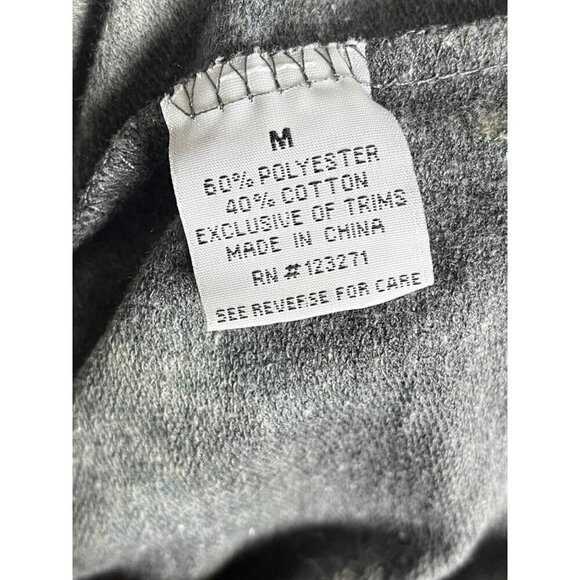 M
60% POLYESTER
40% COTTON
EXCLUSIVE OF TRIMS
MADE IN CHINA
RN #123271
SEE REVERSE FOR CARE